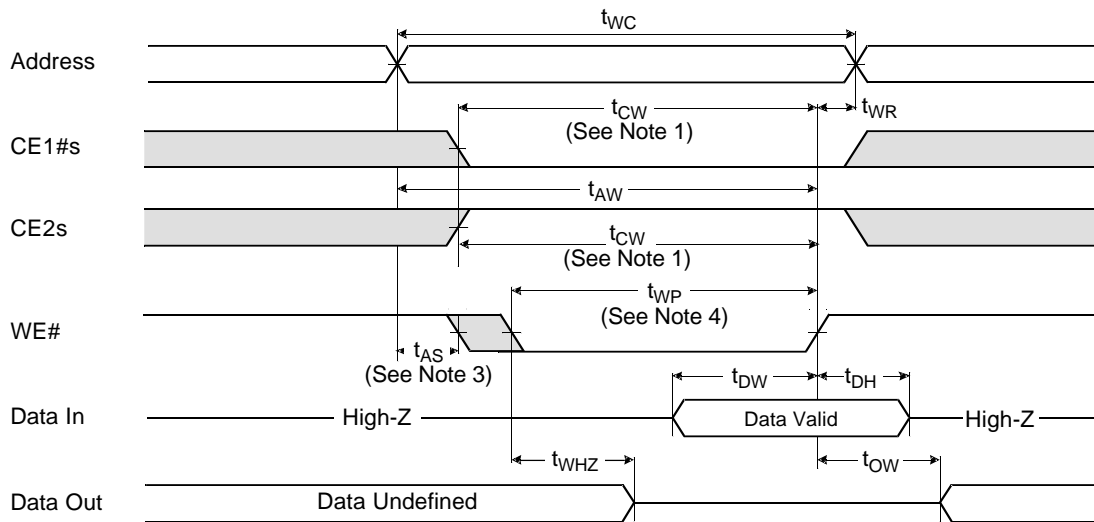 tWC
Address
tCW
(See Note 1)
tWR
CE1#s
tAW
CE2s
tCW
(See Note 1)
tWP
(See Note 4)
WE#
tAS
(See Note 3)
tDW
tDH
Data In
High-Z
Data Valid
High-Z
tWHZ
tOW
Data Out
Data Undefined